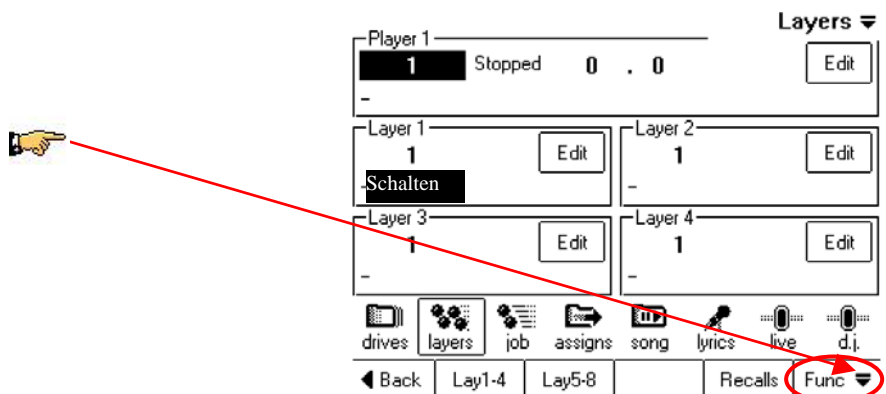 Layers
Player 1
1 Stopped 0 . 0 Edit
-
Layer 1 Layer 2
1 Edit 1 Edit
-Schalten -
Layer 3 Layer 4
1 Edit 1 Edit
- -
drives layers job assigns song lyrics live d.j.
Back Lay1-4 Lay5-8 Recalls Func